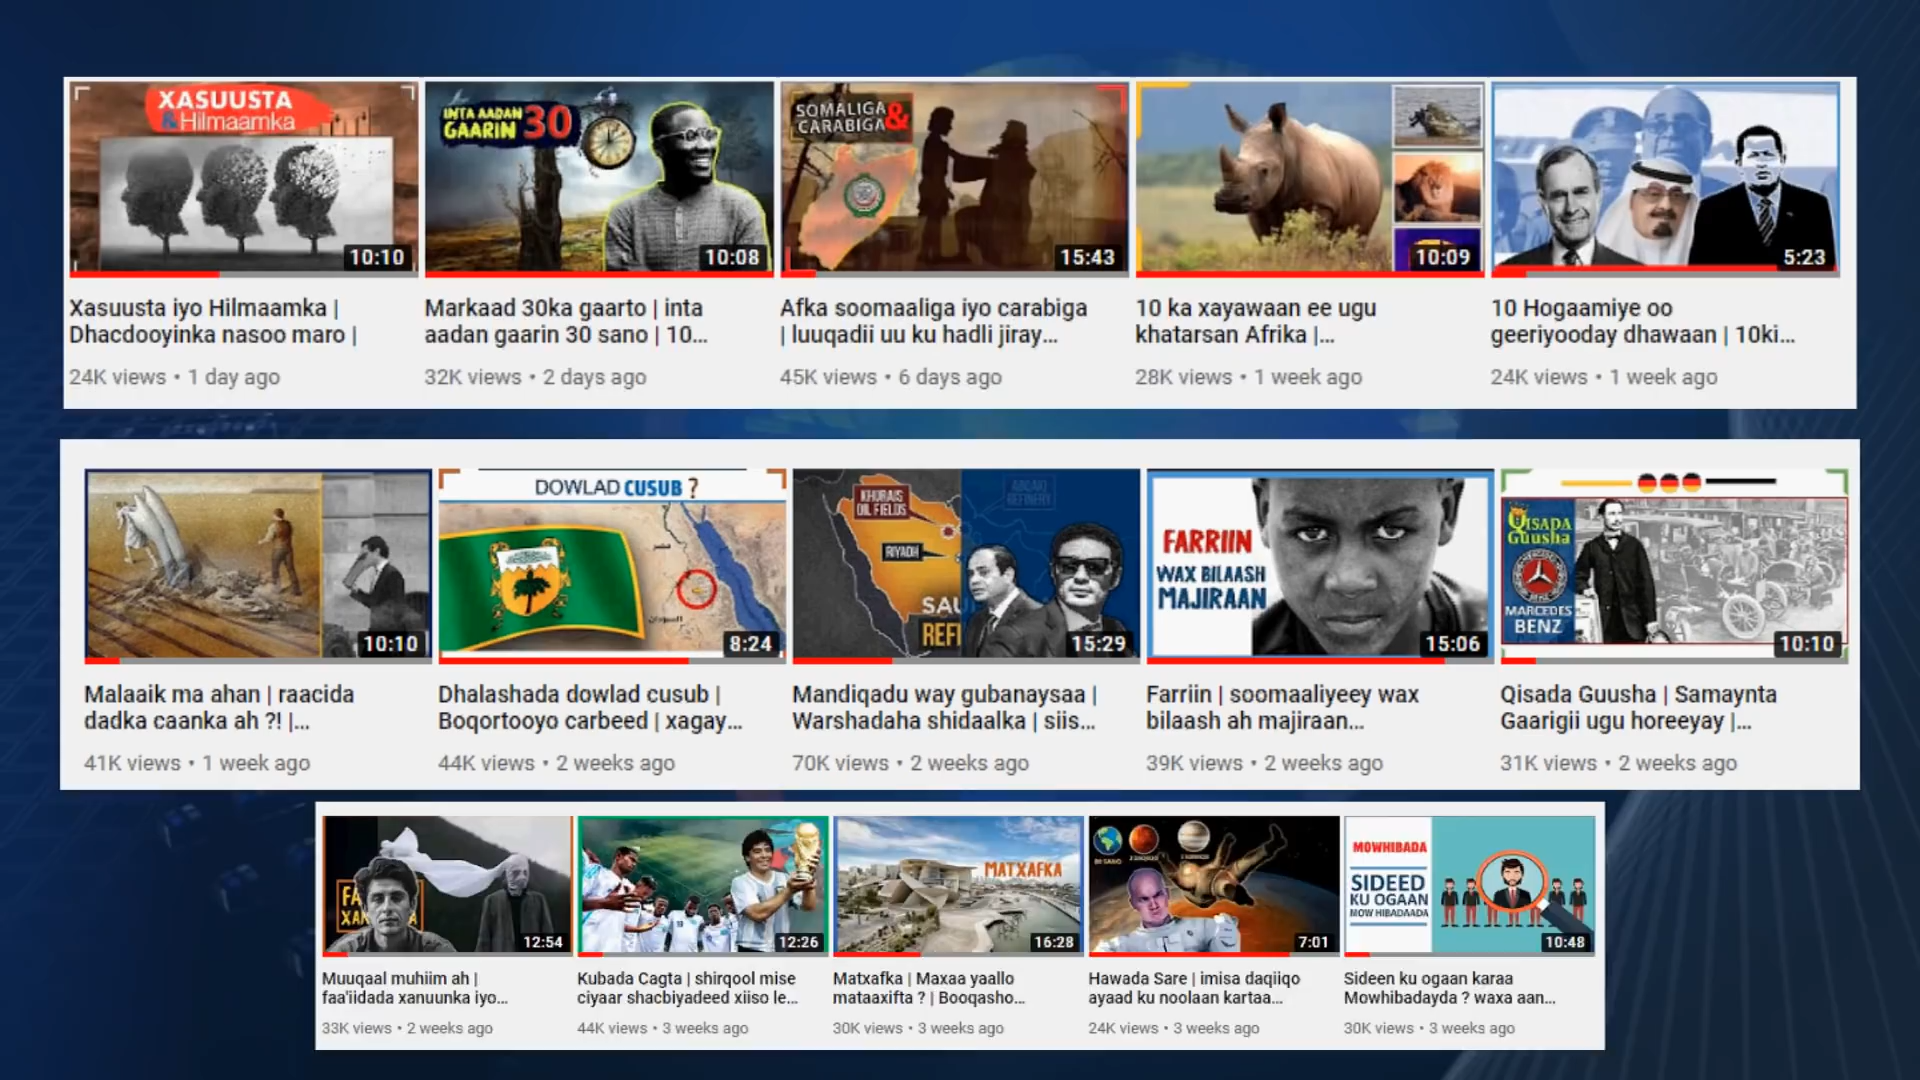 XASUUSTA
& Hilmaamka
10:10
INTA AADAN
GAARIN 30
10:08
SOMALIGA &
CARABIGA
15:43
10:09
5:23
Xasuusta iyo Hilmaamka |
Dhacdooyinka nasoo maro |
24K views • 1 day ago
Markaad 30ka gaarto | inta
aadan gaarin 30 sano | 10...
32K views • 2 days ago
Afka soomaaliga iyo carabiga
| luuqadii uu ku hadli jiray...
45K views • 6 days ago
10 ka xayawaan ee ugu
khatarsan Afrika |...
28K views • 1 week ago
10 Hogaamiye oo
geeriyooday dhawaan | 10ki...
24K views • 1 week ago
10:10
DOWLAD CUSUB ?
مصر
السودان
8:24
KHURAIS
OIL FIELDS
RIYADH
ABQAIQ
REFINERY
SAU
REFI
15:29
FARRIIN
WAX BILAASH
MAJIRAAN
15:06
QISADA
Guusha
MARCEDES
BENZ
10:10
Malaaik ma ahan | raacida
dadka caanka ah ?! |...
41K views • 1 week ago
Dhalashada dowlad cusub |
Boqortooyo carbeed | xagay...
44K views • 2 weeks ago
Mandiqadu way gubanaysaa |
Warshadaha shidaalka | siis...
70K views • 2 weeks ago
Farriin | soomaaliyeey wax
bilaash ah majiraan...
39K views • 2 weeks ago
Qisada Guusha | Samaynta
Gaarigii ugu horeeyay |...
31K views • 2 weeks ago
FA
XAN
12:54
12:26
MATXAFKA
16:28
7:01
MOWHIBADA
SIDEED
KU OGAAN
MOW HIBADAADA
10:48
Muuqaal muhiim ah |
faa'iidada xanuunka iyo...
33K views • 2 weeks ago
Kubada Cagta | shirqool mise
ciyaar shacbiyadeed xiiso le...
44K views • 3 weeks ago
Matxafka | Maxaa yaallo
mataaxifta ? | Booqasho...
30K views • 3 weeks ago
Hawada Sare | imisa daqiiqo
ayaad ku noolaan kartaa...
24K views • 3 weeks ago
Sideen ku ogaan karaa
Mowhibadayda ? waxa aan...
30K views • 3 weeks ago